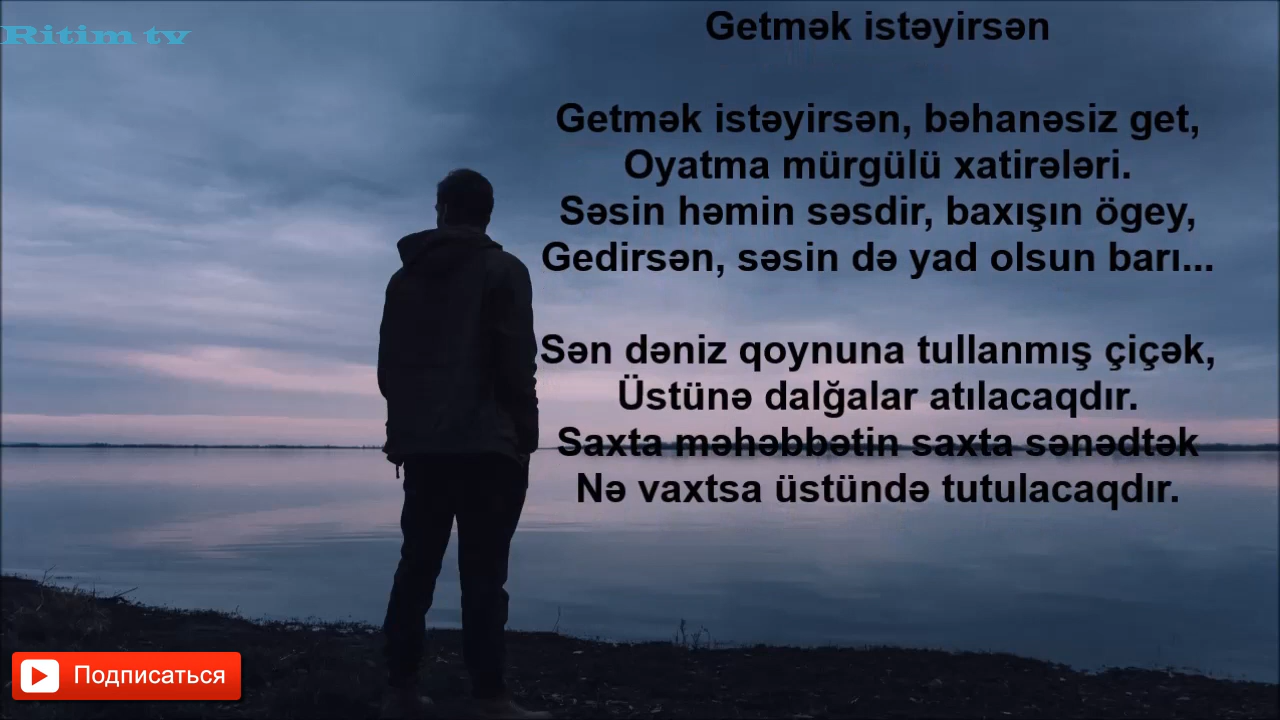 Ritim tv
Getmək istəyirsən
Getmək istəyirsən, bəhanəsiz get,
Oyatma mürgülü xatirələri.
Səsin həmin səsdir, baxışın ögey,
Gedirsən, səsin də yad olsun barı...
Sən dəniz qoynuna tullanmış çiçək,
Üstünə dalğalar atılacaqdır.
Saxta məhəbbətin saxta sənədtək
Nə vaxtsa üstündə tutulacaqdır.
Подписаться